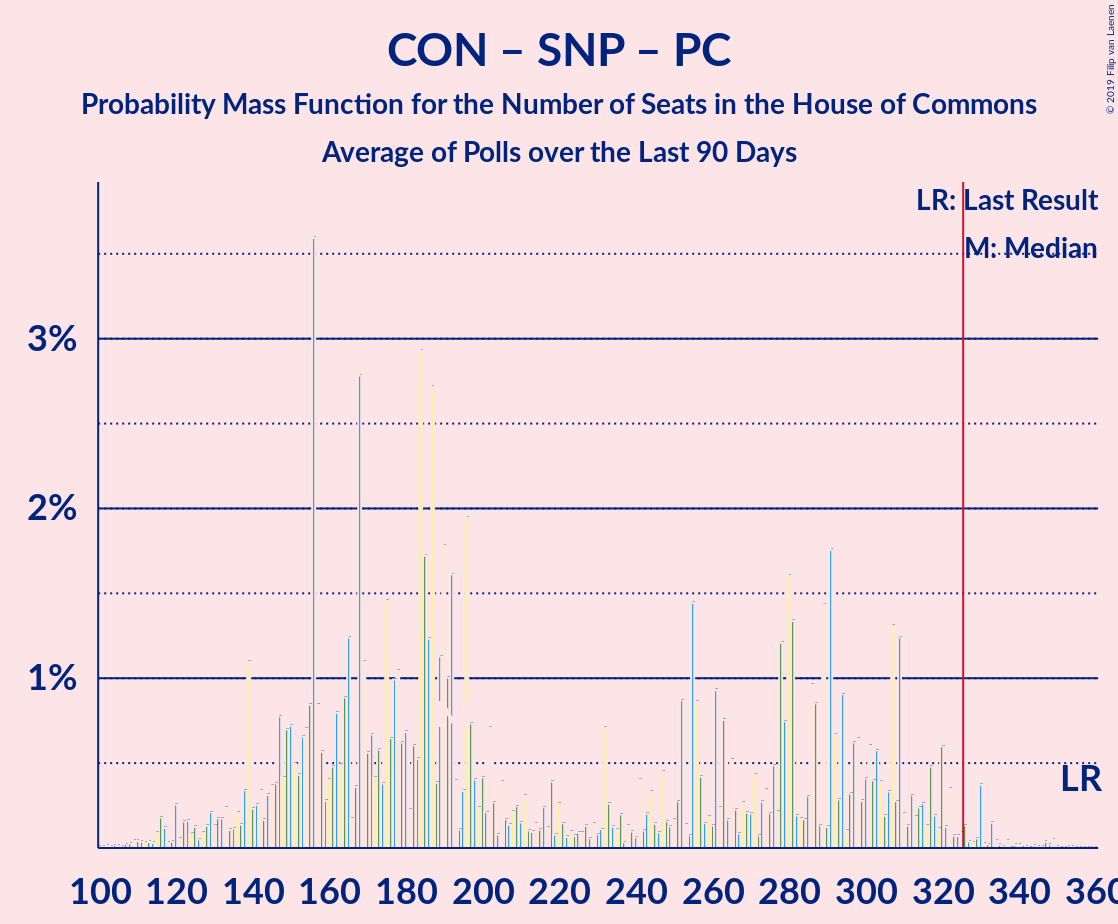 CON – SNP – PC
Probability Mass Function for the Number of Seats in the House of Commons
Average of Polls over the Last 90 Days
© 2019 Filip van Laenen
LR: Last Result
M: Median
3%
2%
1%
LR
100 120 140 160 180 200 220 240 260 280 300 320 340 360